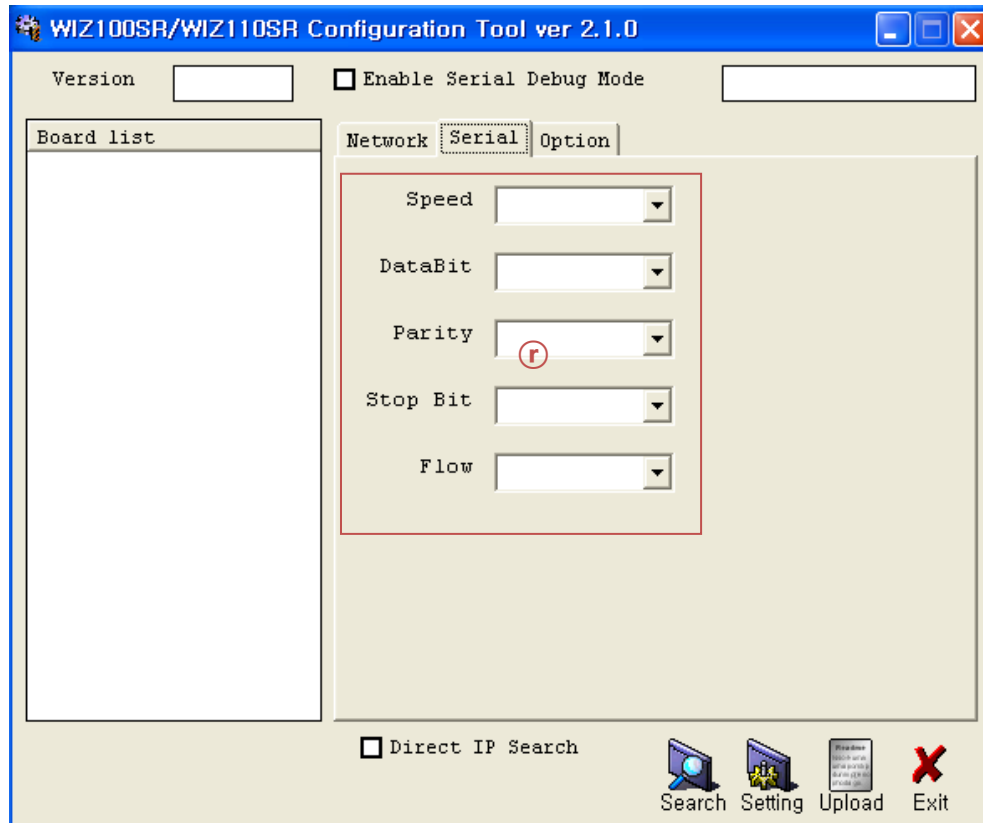 WIZ100SR/WIZ110SR Configuration Tool ver 2.1.0
Version
Enable Serial Debug Mode
Board list
Network Serial Option
Speed
DataBit
Parity
ⓡ
Stop Bit
Flow
Direct IP Search
Readme
Search Setting Upload Exit